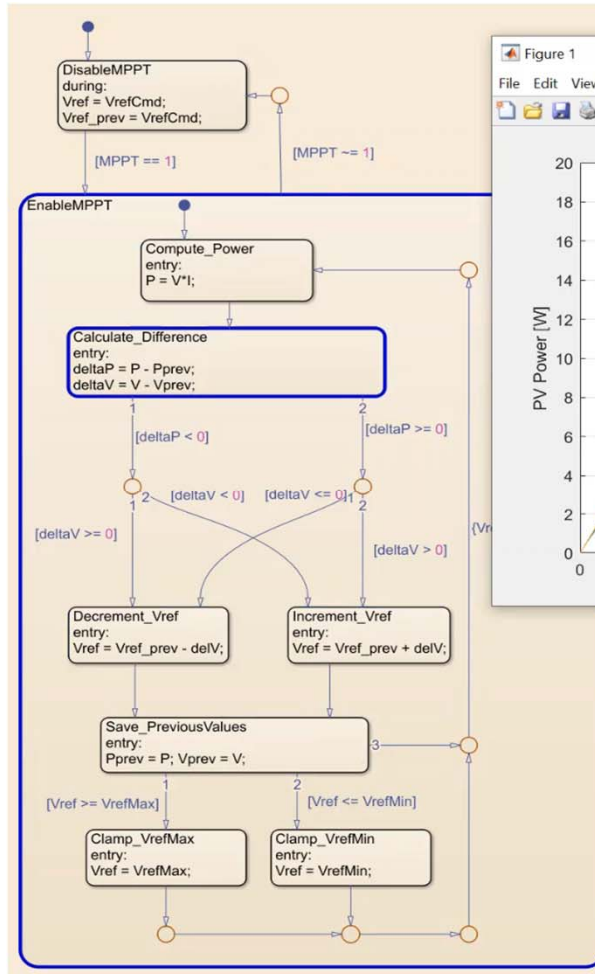 DisableMPPT
during:
Vref = VrefCmd;
Vref_prev = VrefCmd;
[MPPT == 1]
[MPPT ~= 1]
EnableMPPT
Compute_Power
entry:
P = V*I;
Calculate_Difference
entry:
deltaP = P - Pprev;
deltaV = V - Vprev;
1
2
[deltaP < 0]
[deltaP >= 0]
1
2
[deltaV < 0]
[deltaV <= 0]
1
2
[deltaV >= 0]
[deltaV > 0]
{Vr
Decrement_Vref
entry:
Vref = Vref_prev - delV;
Increment_Vref
entry:
Vref = Vref_prev + delV;
Save_PreviousValues
entry:
Pprev = P; Vprev = V;
3
1
2
[Vref >= VrefMax]
[Vref <= VrefMin]
Clamp_VrefMax
entry:
Vref = VrefMax;
Clamp_VrefMin
entry:
Vref = VrefMin;
Figure 1
File Edit View
20
18
16
14
12
10
8
6
4
2
0
0
PV Power [W]